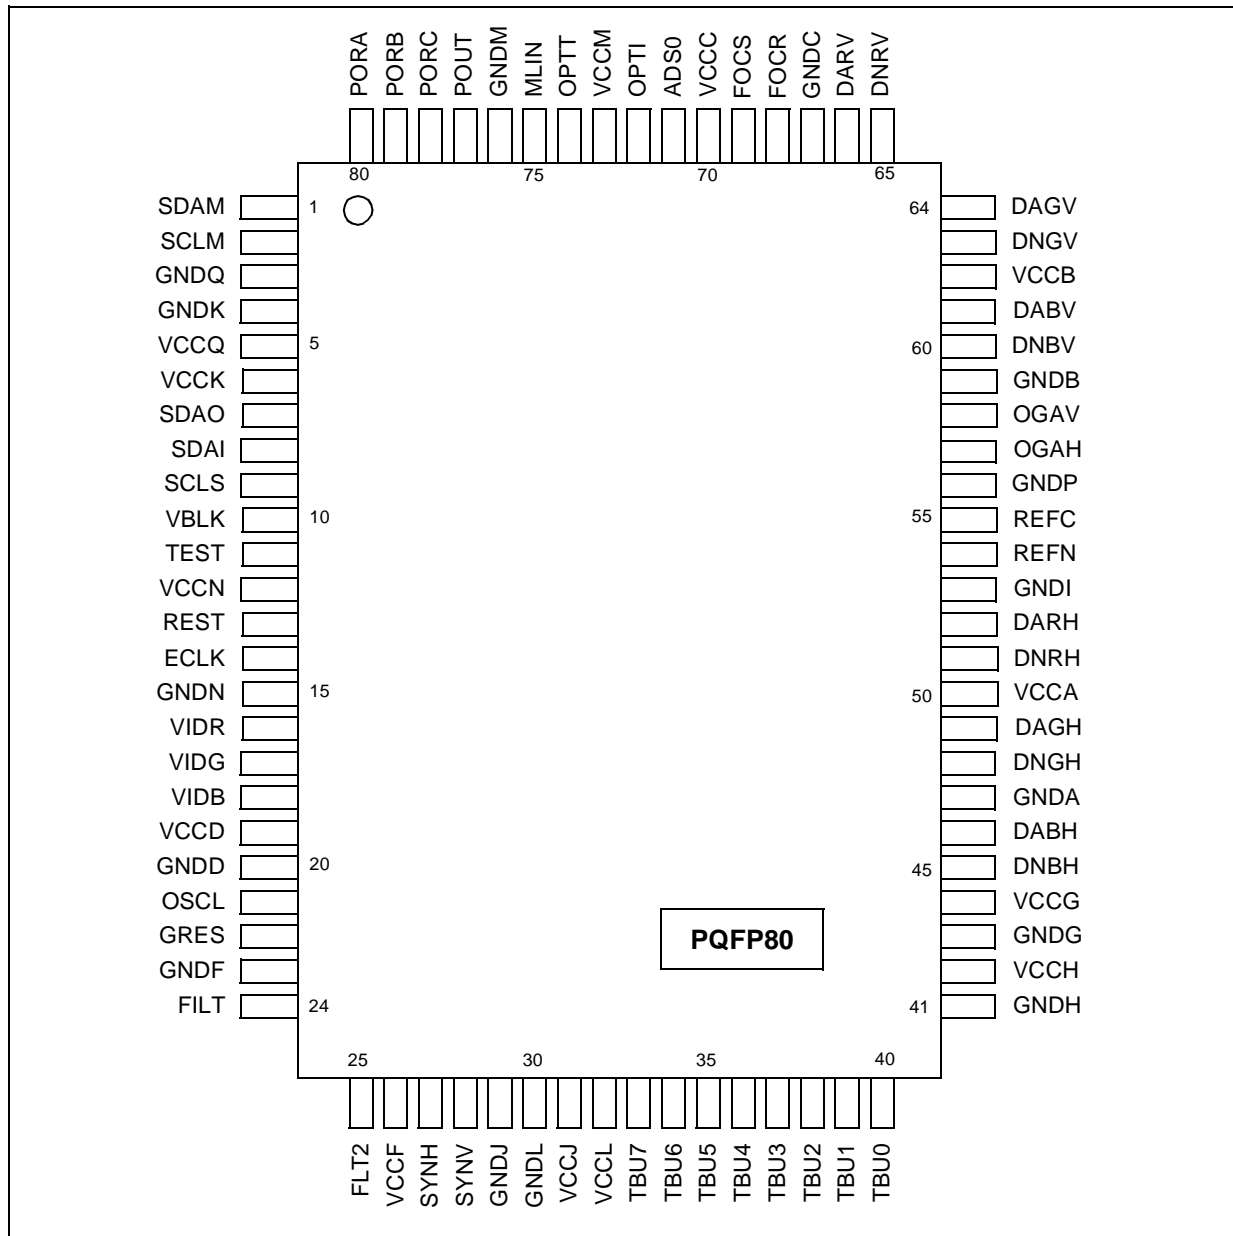 PORA PORB PORC POUT GNDM MLIN OPTT VCCM OPTI ADS0 VCCC FOCS FOCR GNDC DARV DNRV
80 75 70 65
SDAM 1 64 DAGV
SCLM DNGV
GNDQ VCCB
GNDK DABV
VCCQ 5 60 DNBV
VCCK GNDB
SDAO OGAV
SDAI OGAH
SCLS GNDP
VBLK 10 55 REFC
TEST REFN
VCCN GNDI
REST DARH
ECLK DNRH
GNDN 15 50 VCCA
VIDR DAGH
VIDG DNGH
VIDB GNDA
VCCD DABH
GNDD 20 45 DNBH
OSCL VCCG
GRES PQFP80 GNDG
GNDF VCCH
FILT 24 41 GNDH
25 30 35 40
FLT2 VCCF SYNH SYNV GNDJ GNDL VCCJ VCCL TBU7 TBU6 TBU5 TBU4 TBU3 TBU2 TBU1 TBU0